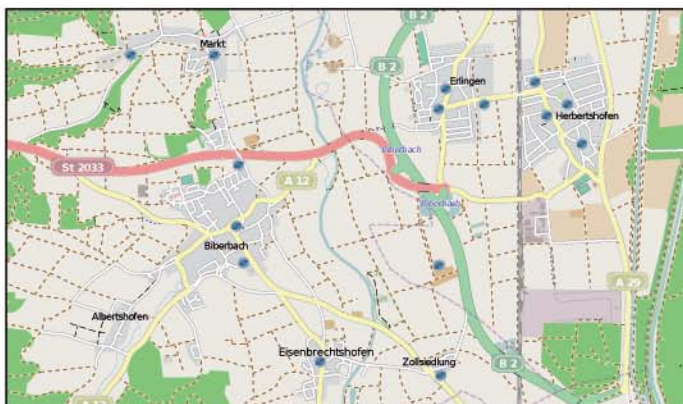 Markt
B 2
B 2
Erlingen
Herbertshofen
Biberbach
St 2033
A 12
Biberbach
Biberbach
A 29
Albertshofen
Eisenbrechtshofen
Zollsiedlung
B 2